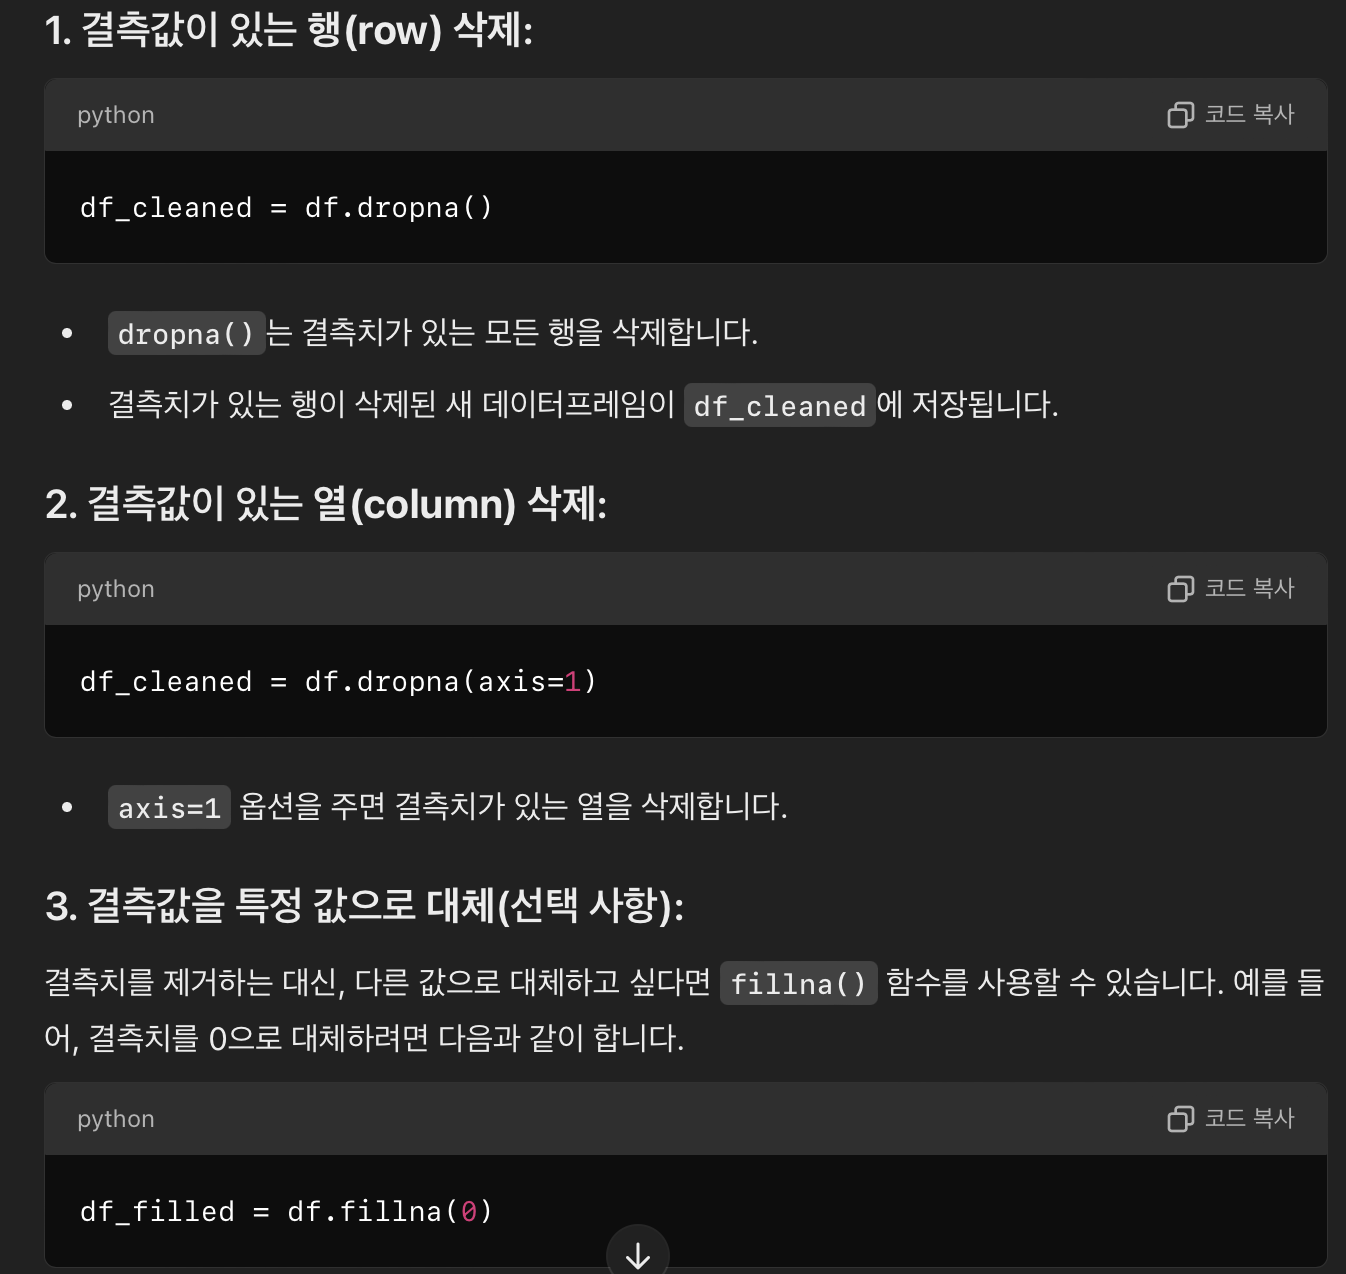 1. 결측값이 있는 행(row) 삭제:
python
코드 복사
df_cleaned = df.dropna()
• dropna()는 결측치가 있는 모든 행을 삭제합니다.
• 결측치가 있는 행이 삭제된 새 데이터프레임이 df_cleaned에 저장됩니다.
2. 결측값이 있는 열(column) 삭제:
python
코드 복사
df_cleaned = df.dropna(axis=1)
• axis=1 옵션을 주면 결측치가 있는 열을 삭제합니다.
3. 결측값을 특정 값으로 대체(선택 사항):
결측치를 제거하는 대신, 다른 값으로 대체하고 싶다면 fillna() 함수를 사용할 수 있습니다. 예를 들
어, 결측치를 0으로 대체하려면 다음과 같이 합니다.
python
코드 복사
df_filled = df.fillna(0)